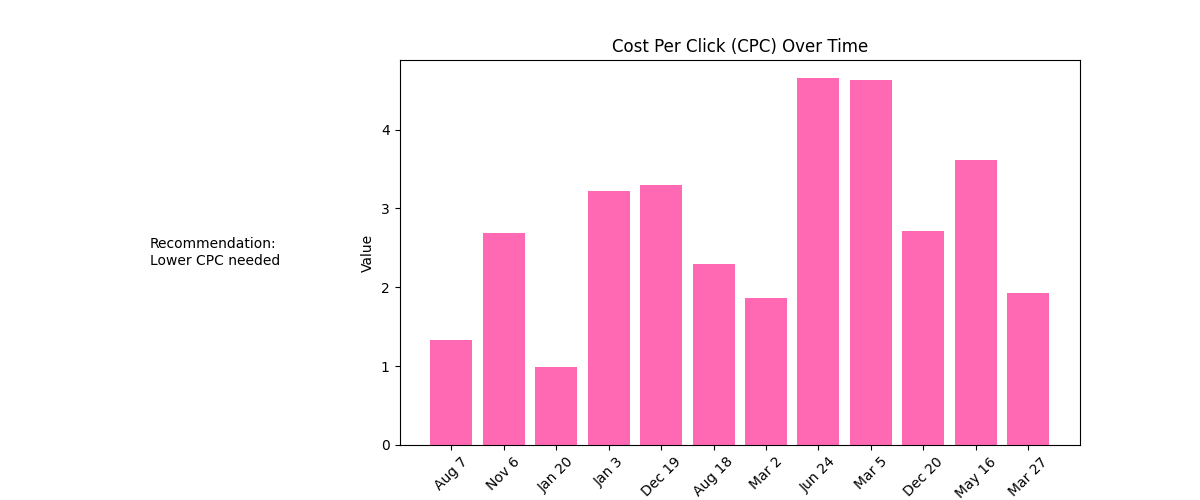 Cost Per Click (CPC) Over Time
Recommendation:
Lower CPC needed
Value
4
3
2
1
0
Aug 7
Nov 6
Jan 20
Jan 3
Dec 19
Aug 18
Mar 2
Jun 24
Mar 5
Dec 20
May 16
Mar 27